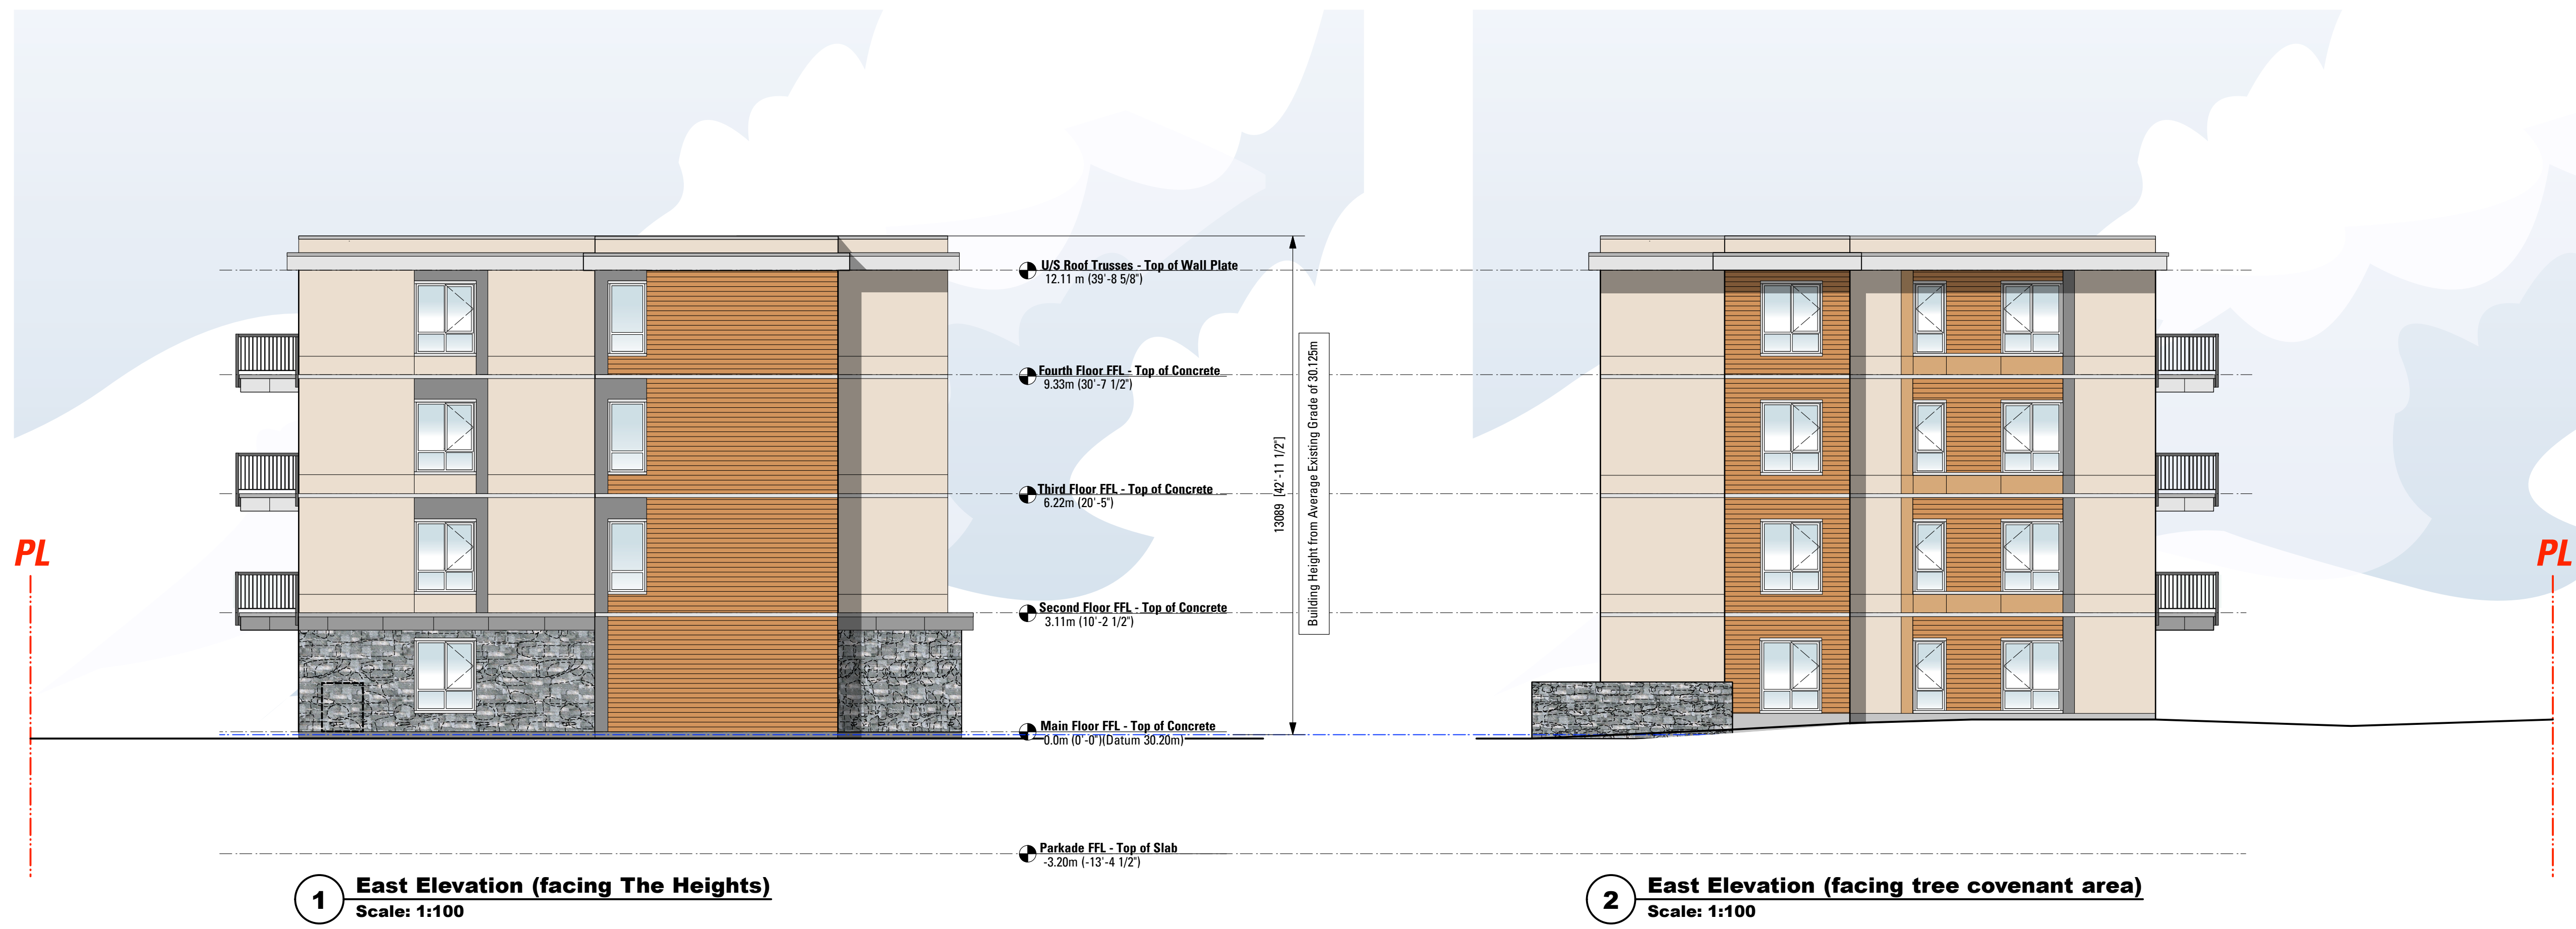 U/S Roof Trusses - Top of Wall Plate
12.11 m (39'-8 5/8")
Fourth Floor FFL - Top of Concrete
9.33m (30'-7 1/2")
Third Floor FFL - Top of Concrete
6.22m (20'-5")
Second Floor FFL - Top of Concrete
3.11m (10'-2 1/2")
Main Floor FFL - Top of Concrete
0.0m (0'-0")(Datum 30.20m)
Parkade FFL - Top of Slab
-3.20m (-13'-4 1/2")
13089 [42'-11 1/2"]
Building Height from Average Existing Grade of 30.125m
PL
PL
1
East Elevation (facing The Heights)
Scale: 1:100
2
East Elevation (facing tree covenant area)
Scale: 1:100